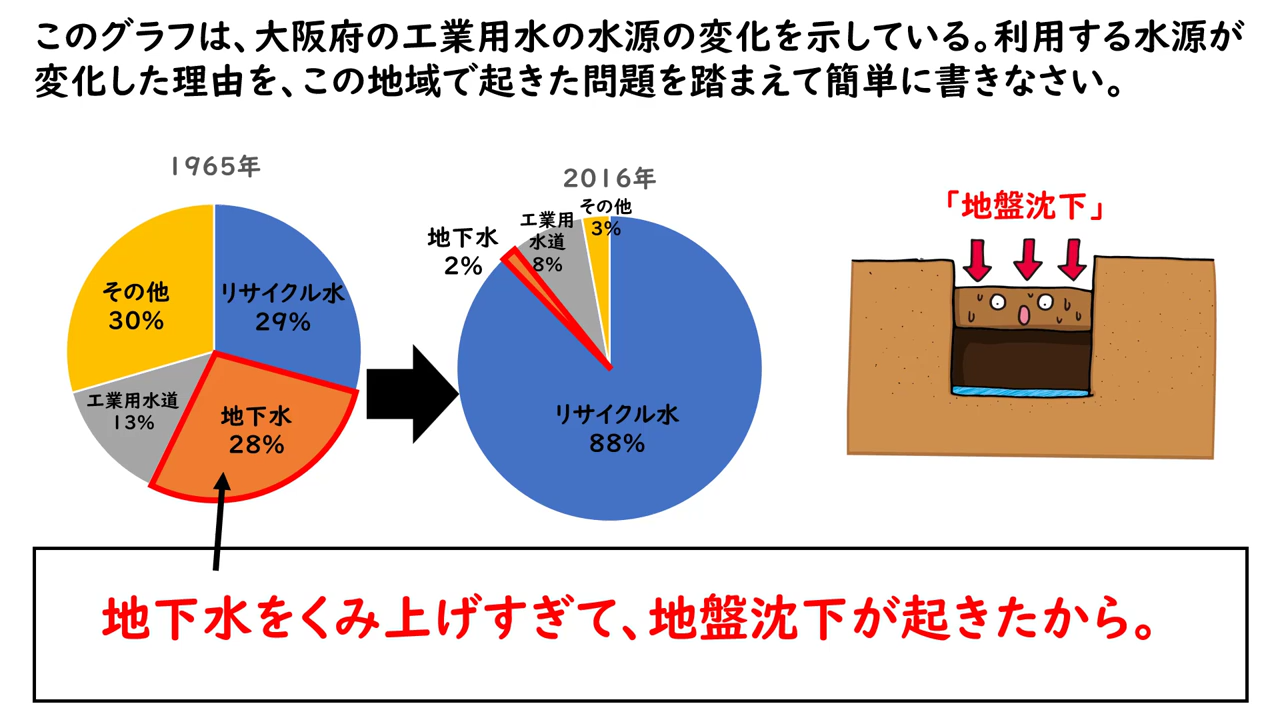 このグラフは、大阪府の工業用水の水源の変化を示している。利用する水源が
変化した理由を、この地域で起きた問題を踏まえて簡単に書きなさい。
1965年
その他
30%
リサイクル水
29%
工業用水道
13%
地下水
28%
2016年
その他
3%
工業用
水道
8%
地下水
2%
リサイクル水
88%
「地盤沈下」
地下水をくみ上げすぎて、地盤沈下が起きたから。